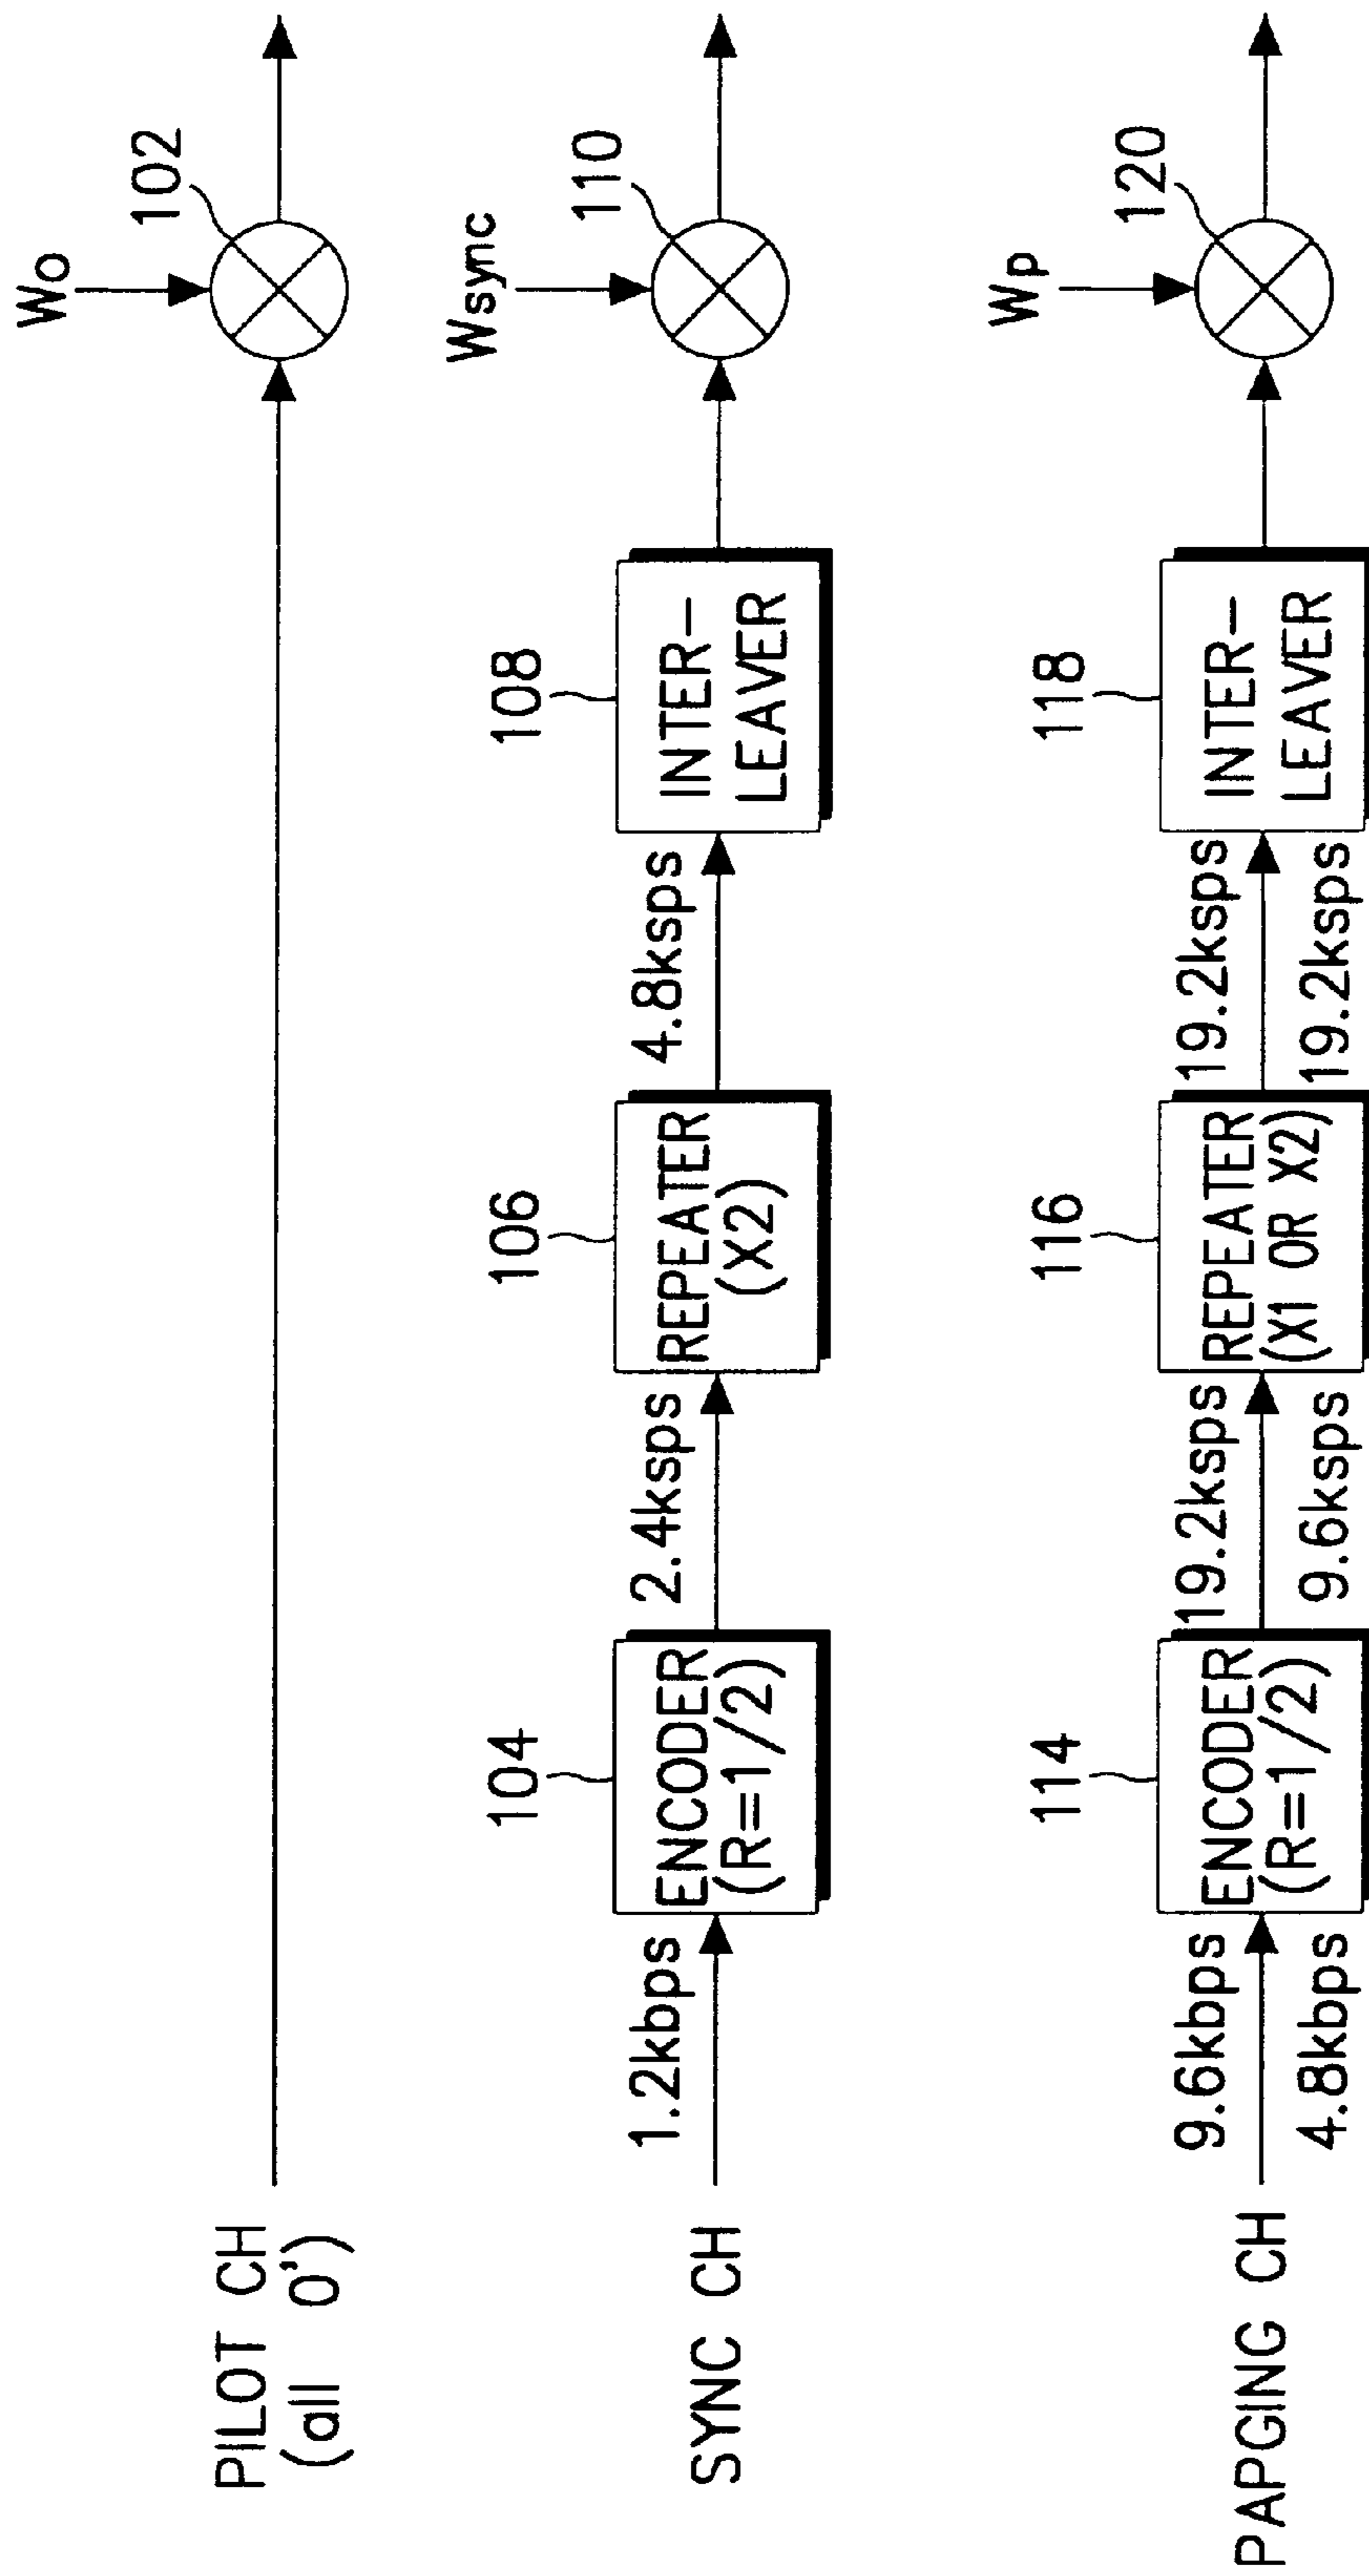 Wo
102
PILOT CH
(all 0')
Wsync
104
106
108
110
SYNC CH
1.2kbps
ENCODER
(R=1/2)
2.4ksps
REPEATER
(X2)
4.8ksps
INTER-
LEAVER
Wp
114
116
118
120
PAPGING CH
9.6kbps
4.8kbps
ENCODER
(R=1/2)
19.2ksps
9.6ksps
REPEATER
(X1 OR X2)
19.2ksps
19.2ksps
INTER-
LEAVER